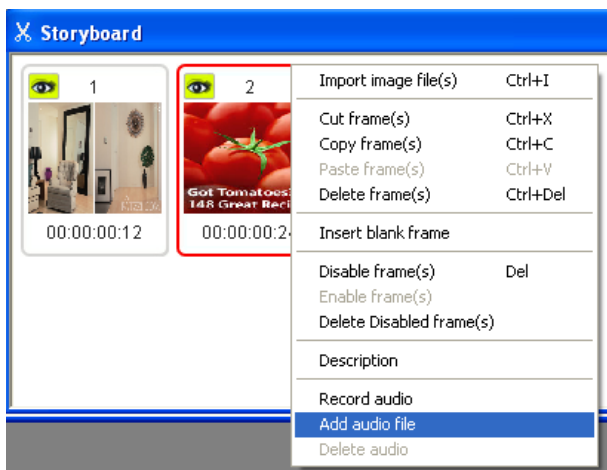 Storyboard
1
2
Got Tomatoes
148 Great Reci
00:00:00:12
00:00:00:2
Import image file(s) Ctrl+I
Cut frame(s) Ctrl+X
Copy frame(s) Ctrl+C
Paste frame(s) Ctrl+V
Delete frame(s) Ctrl+Del
Insert blank frame
Disable frame(s) Del
Enable frame(s)
Delete Disabled frame(s)
Description
Record audio
Add audio file
Delete audio